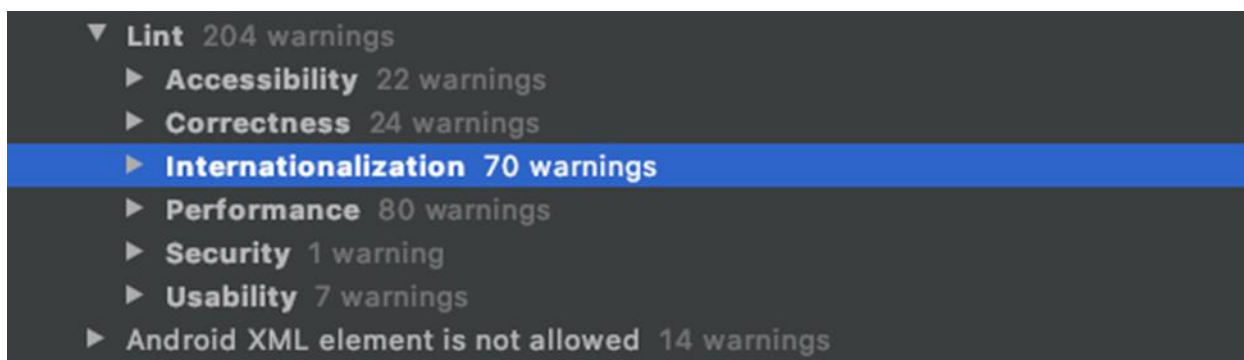 Lint 204 warnings
Accessibility 22 warnings
Correctness 24 warnings
Internationalization 70 warnings
Performance 80 warnings
Security 1 warning
Usability 7 warnings
Android XML element is not allowed 14 warnings